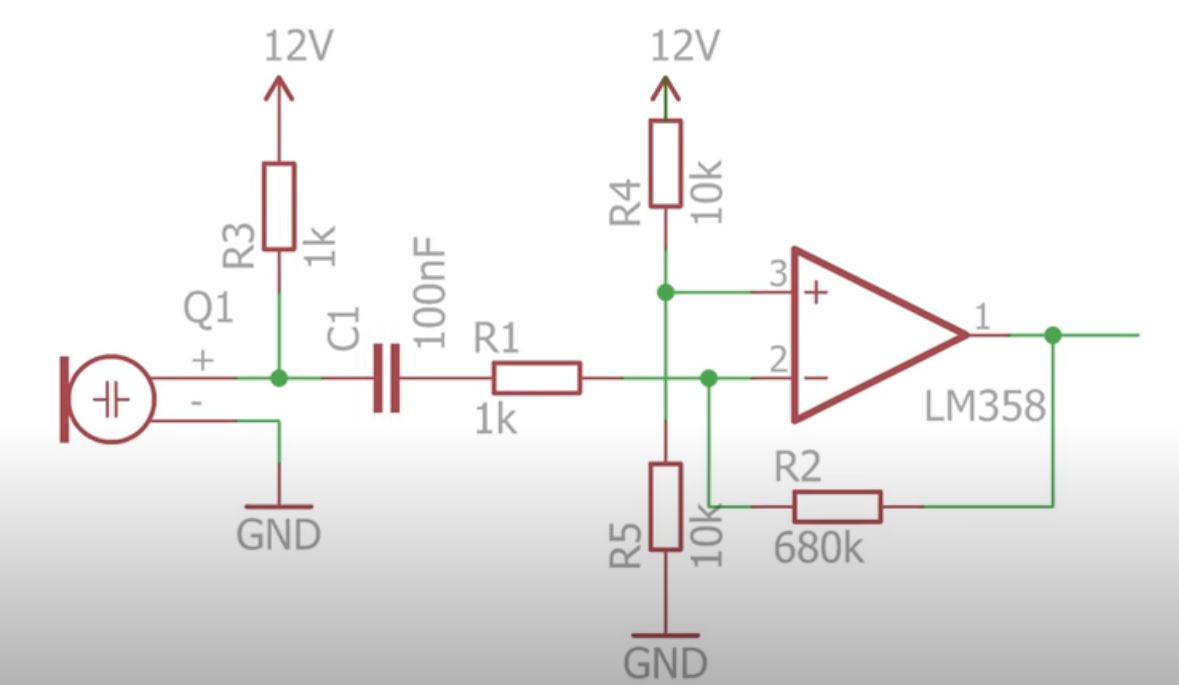 12V
12V
R3
1k
R4
10k
Q1
+
-
C1
100nF
R1
1k
3
+
2
-
1
LM358
GND
R5
10k
R2
680k
GND